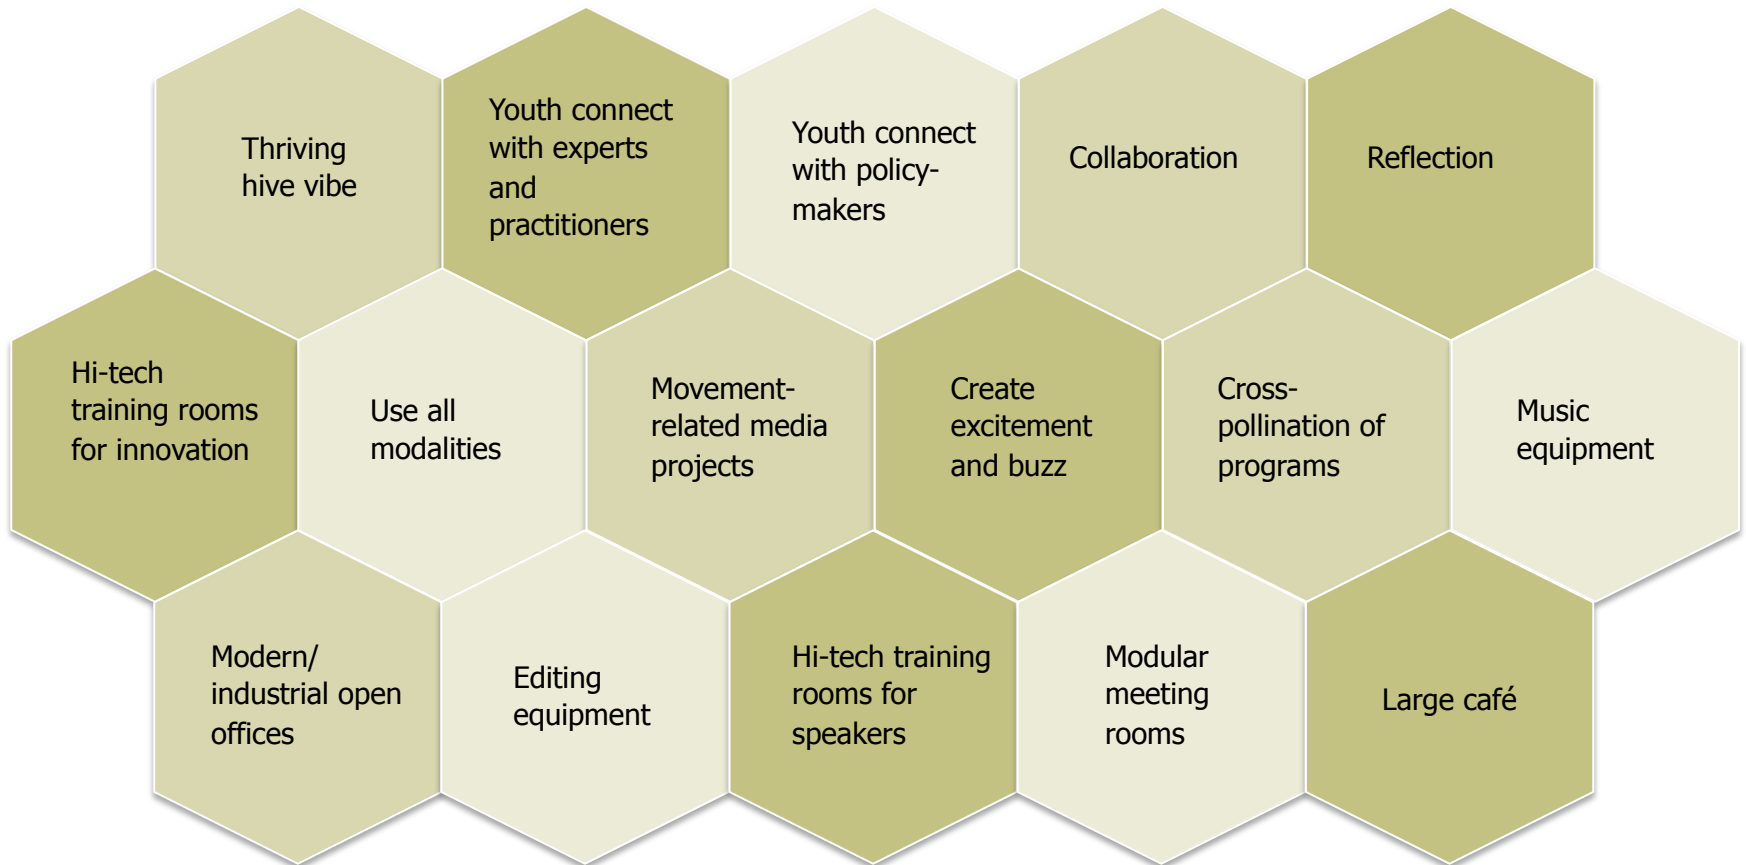 Thriving
hive vibe
Youth connect
with experts
and
practitioners
Youth connect
with policy-
makers
Collaboration
Reflection
Hi-tech
training rooms
for innovation
Use all
modalities
Movement-
related media
projects
Create
excitement
and buzz
Cross-
pollination of
programs
Music
equipment
Modern/
industrial open
offices
Editing
equipment
Hi-tech training
rooms for
speakers
Modular
meeting
rooms
Large café